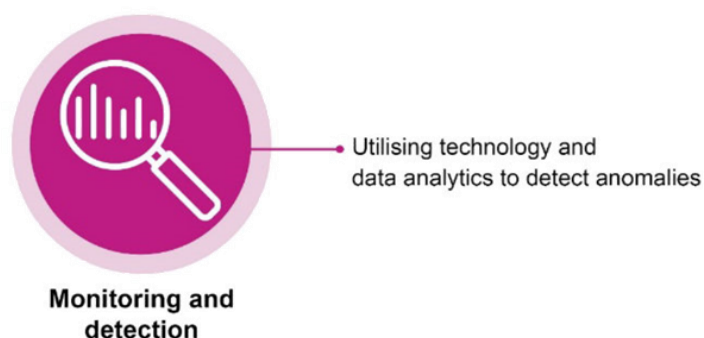 Utilising technology and
data analytics to detect anomalies
Monitoring and
detection